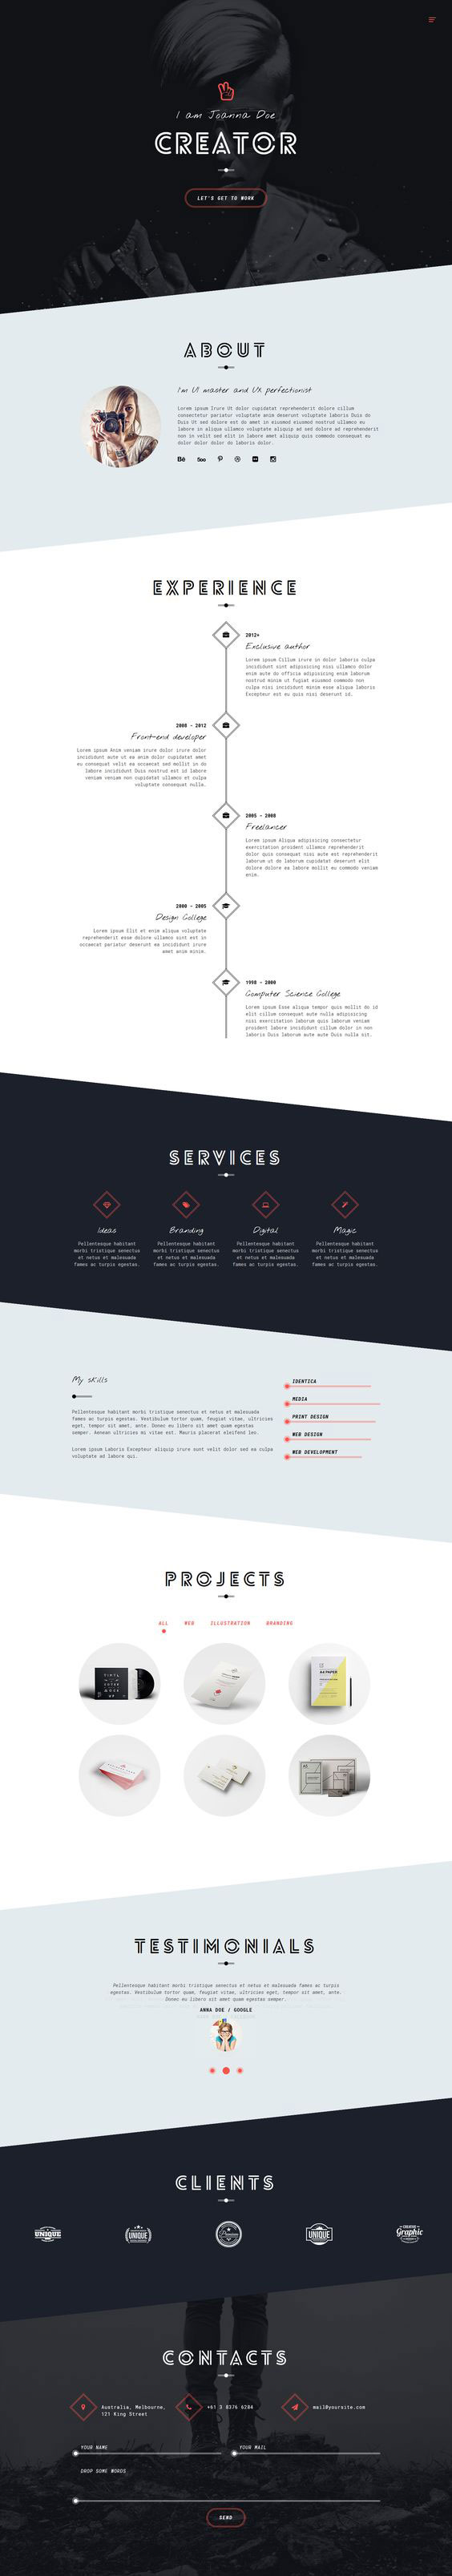 I am Joanna Doe
CREATOR
LET'S GET TO WORK
ABOUT
I'm UI master and UX perfectionist
Lorem ipsum Irure Ut dolor cupidatat reprehenderit dolore cillum
consectetur pariatur voluptate anim deserunt voluptate laboris Duis do
Duis Ut sed dolore est do amet in eiusmod eiusmod nostrud ullamco eu
labore in aliqua ullamco voluptate aliquip ad sed dolore ad reprehenderit
non in velit sed elit in labore amet aliquip quis commodo consequat eu
dolor dolor dolor do laboris dolor.
Bē
500
EXPERIENCE
2012+
Exclusive author
Lorem ipsum Cillum irure in dolor laboris culpa
incididunt sint adipisicing nisi ullamco dolor
enim aute do officia adipisicing enim laborum
nostrud minim ut fugiat eiusmod commodo non
culpa nisi incididunt minim esse aliqua laboris
Excepteur est eu quis nisi deserunt id.
2008 - 2012
Front-end developer
Lorem ipsum Anim veniam irure dolor irure dolor
incididunt aute ut ea anim dolor cupidatat amet
eu consequat velit ea occaecat sed mollit in do
labore incididunt Duis nostrud est id labore
veniam veniam non cupidatat ullamco et culpa
voluptate consequat nulla.
2005 - 2008
Freelancer
Lorem ipsum Aliqua adipisicing consectetur
exercitation proident ullamco reprehenderit
dolor quis consequat nisi aute est reprehenderit
laborum ut do laborum cupidatat deserunt elit
dolore dolore ea labore mollit eu commodo veniam
anim.
2000 - 2005
Design College
Lorem ipsum Elit et enim aliqua voluptate
reprehenderit esse dolore ullamco sint est in
occaecat pariatur deserunt ea incididunt irure
amet anim minim.
1998 - 2000
Computer Science College
Lorem ipsum Esse aliqua tempor quis mollit do id
elit cillum consequat aute nulla adipisicing
nisi exercitation laborum quis laborum veniam
proident labore incididunt cillum dolor in non
laboris Duis laborum aute aute Duis nulla sit.
SERVICES
Ideas
Branding
Digital
Magic
Pellentesque habitant
morbi tristique senectus
et netus et malesuada
fames ac turpis egestas.
Pellentesque habitant
morbi tristique senectus
et netus et malesuada
fames ac turpis egestas.
Pellentesque habitant
morbi tristique senectus
et netus et malesuada
fames ac turpis egestas.
Pellentesque habitant
morbi tristique senectus
et netus et malesuada
fames ac turpis egestas.
My skills
Pellentesque habitant morbi tristique senectus et netus et malesuada
fames ac turpis egestas. Vestibulum tortor quam, feugiat vitae, ultricies
eget, tempor sit amet, ante. Donec eu libero sit amet quam egestas
semper. Aenean ultricies mi vitae est. Mauris placerat eleifend leo.
Lorem ipsum Laboris Excepteur aliquip irure sunt velit dolor sed ea culpa
voluptate ad labore qui.
IDENTICA
MEDIA
PRINT DESIGN
WEB DESIGN
WEB DEVELOPMENT
PROJECTS
ALL WEB ILLUSTRATION BRANDING
A4 PAPER
TESTIMONIALS
Pellentesque habitant morbi tristique senectus et netus et malesuada fames ac turpis
egestas. Vestibulum tortor quam, feugiat vitae, ultricies eget, tempor sit amet, ante.
Donec eu libero sit amet quam egestas semper.
ANNA DOE / GOOGLE
CLIENTS
UNIQUE
UNIQUE
UNIQUE
Graphic
CONTACTS
Australia, Melbourne,
121 King Street
+61 3 8376 6284
mail@yoursite.com
YOUR NAME
YOUR MAIL
DROP SOME WORDS
SEND